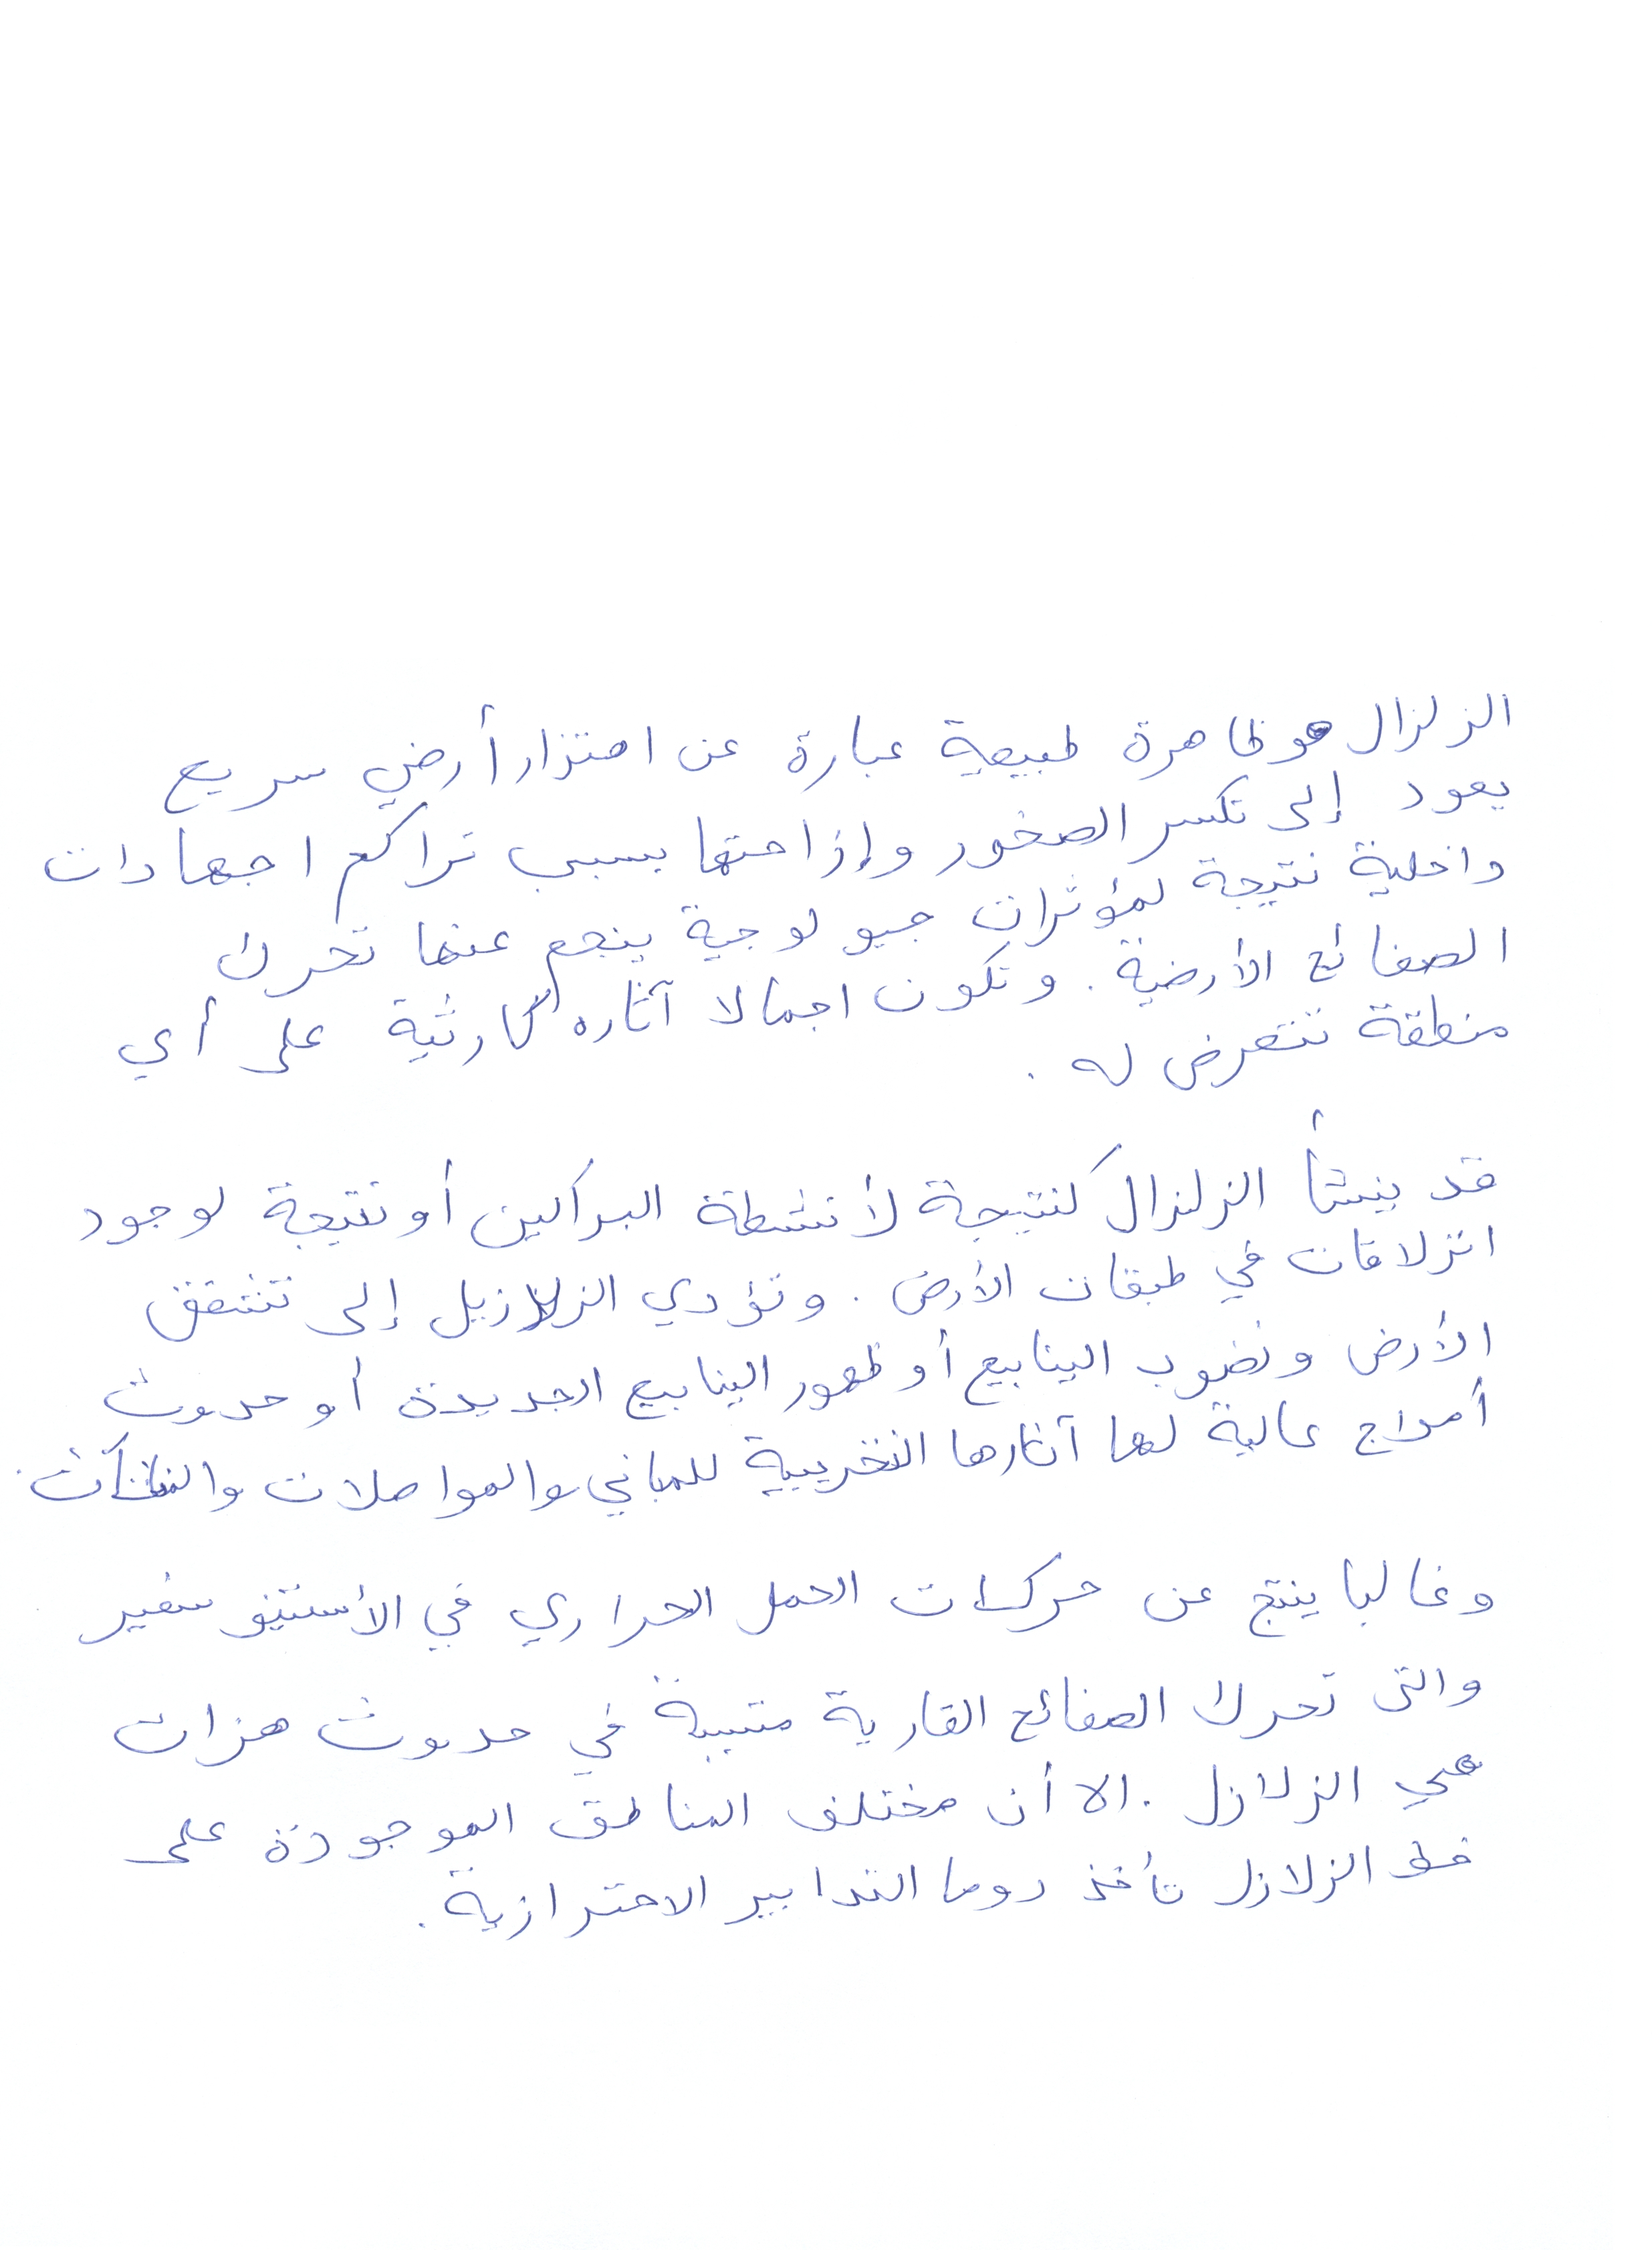 الزلزال هو ظاهرة طبيعية عبارة عن اهتزاز أرضي سريع
يعود إلى تكسر الصخور وإزاحتها بسبب تراكم اجهادات
داخلية نتيجة لمؤثرات جيولوجية ينجم عنها تحرك
الصفائح الأرضية. وتكون اجمالا آثاره كارثية على أي
منطقة تتعرض له.
قد ينشأ الزلزال كنتيجة لأنشطة البراكين أو نتيجة لوجود
انزلاقات في طبقات الأرض. وتؤدي الزلازيل إلى تشقق
الأرض ونضوب الينابيع أو ظهور الينابيع الجديدة أو حدوث
أمواج عالية لها آثارها التخريبية للمباني والمواصلات والمنشآت.
وغالبا ينتج عن حركات الحمل الحراري في الأستينوسفير
والتى تحرك الصفائح القارية متسببة في حدوث هزات
هي الزلازل. الا أن مختلف المناطق الموجودة على
خط الزلازل تأخذ دوما التدابير الاحترازية.